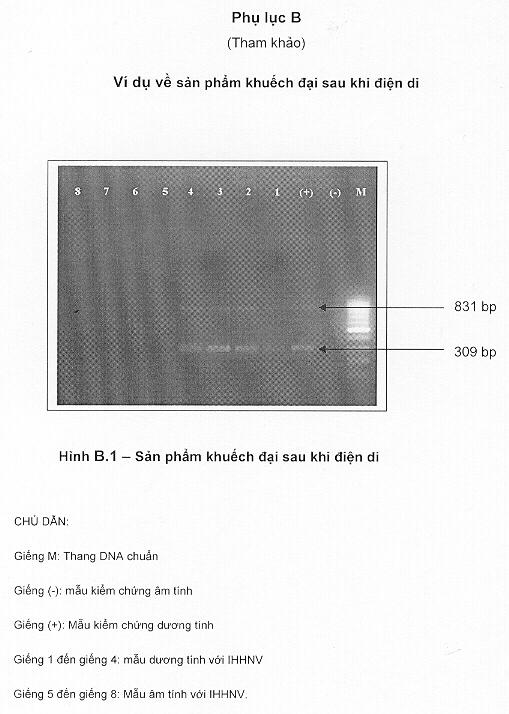 Phụ lục B
(Tham khảo)
Ví dụ về sản phẩm khuếch đại sau khi điện di
8 7 6 5 4 3 2 1 (+) (-) M
831 bp
309 bp
Hình B.1 – Sản phẩm khuếch đại sau khi điện di
CHÚ DẪN:
Giếng M: Thang DNA chuẩn
Giếng (-): mẫu kiểm chứng âm tính
Giếng (+): Mẫu kiểm chứng dương tính
Giếng 1 đến giếng 4: mẫu dương tính với IHHNV
Giếng 5 đến giếng 8: Mẫu âm tính với IHHNV.